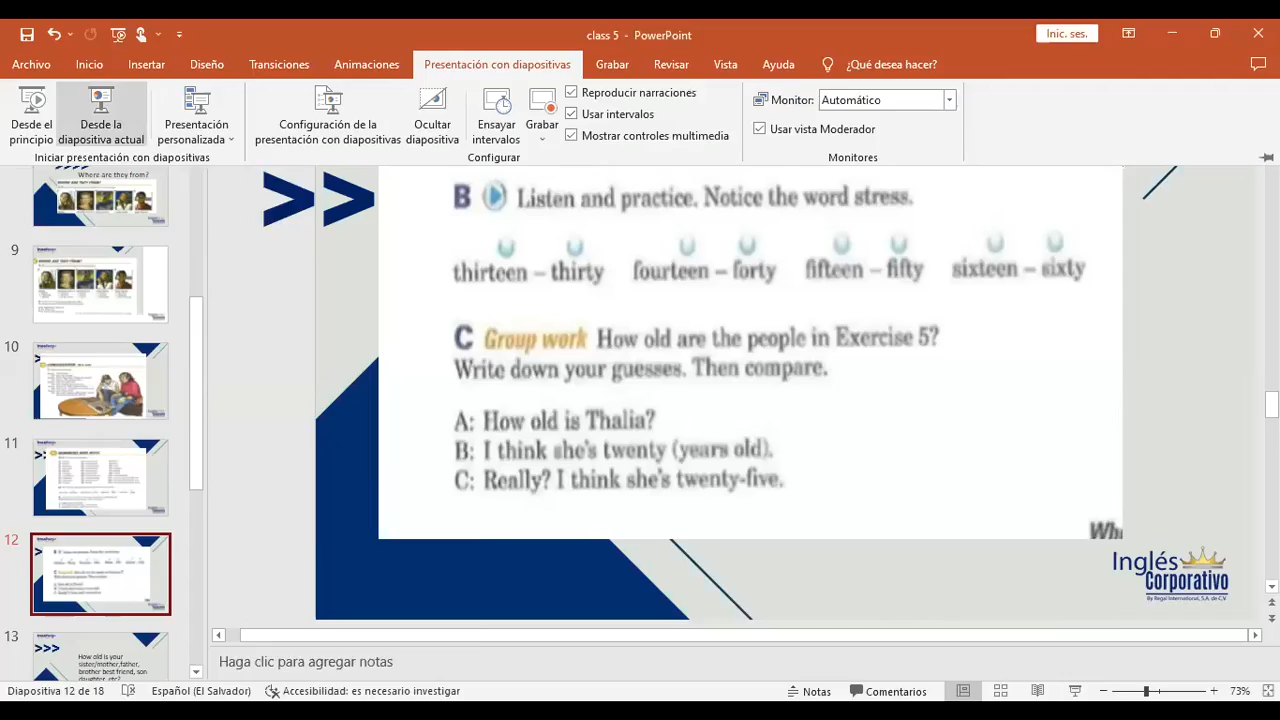 class 5 - PowerPoint
Inic. ses.
Archivo Inicio Insertar Diseño Transiciones Animaciones Presentación con diapositivas Grabar Revisar Vista Ayuda ¿Qué desea hacer?
Desde el principio
Desde la diapositiva actual
Presentación personalizada
Iniciar presentación con diapositivas
Configuración de la presentación con diapositivas
Ocultar diapositiva
Ensayar intervalos
Grabar
Reproducir narraciones
Usar intervalos
Mostrar controles multimedia
Configurar
Monitor: Automático
Usar vista Moderador
Monitores
Where are they from?
9
10
11
12
13
How old is your
sister/mother,father,
brother best friend, son
daughter, etc?
>>
B Listen and practice. Notice the word stress.
thirteen – thirty fourteen – forty fifteen – fifty sixteen – sixty
C Group work How old are the people in Exercise 5?
Write down your guesses. Then compare.
A: How old is Thalia?
B: I think she's twenty (years old).
C: Really? I think she's twenty-five.
Inglés
Corporativo
By Regal International, S.A. de C.V.
Haga clic para agregar notas
Diapositiva 12 de 18 Español (El Salvador) Accesibilidad: es necesario investigar Notas Comentarios 73%